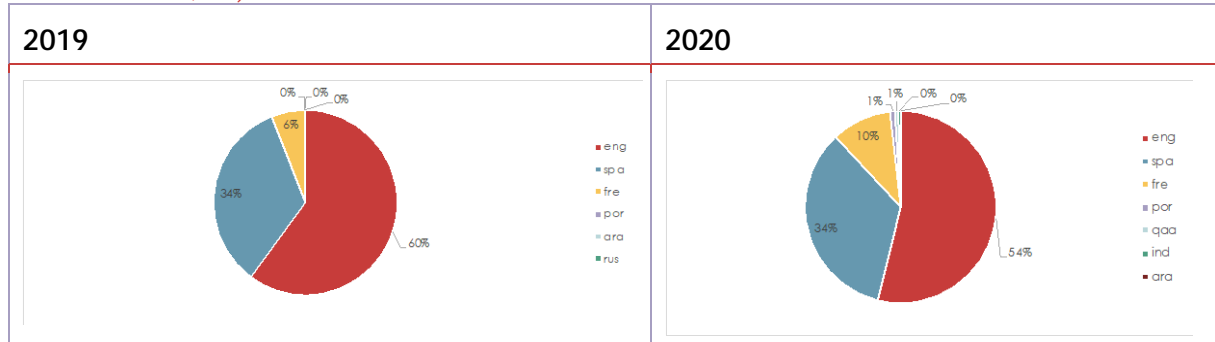 2019
2020
0%
0%
0%
6%
34%
60%
eng
spa
fre
por
ara
rus
1%
1%
0%
0%
10%
34%
54%
eng
spa
fre
por
qaa
ind
ara